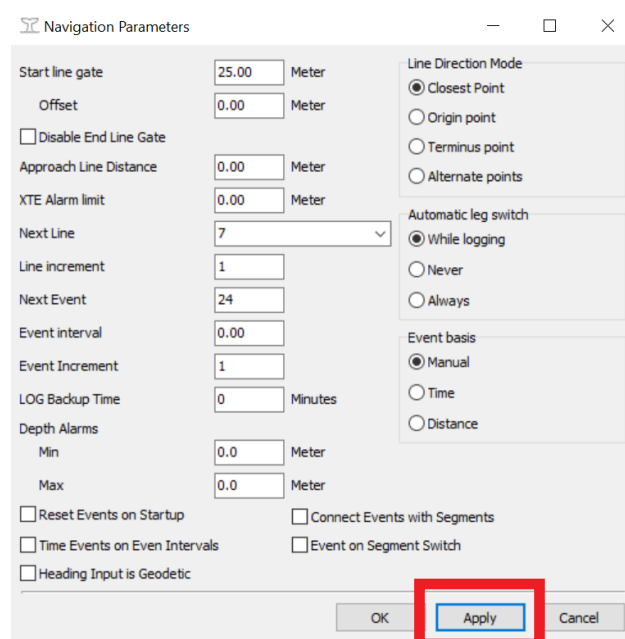 Navigation Parameters
Start line gate 25.00 Meter
Offset 0.00 Meter
Disable End Line Gate
Approach Line Distance 0.00 Meter
XTE Alarm limit 0.00 Meter
Next Line 7
Line increment 1
Next Event 24
Event interval 0.00
Event Increment 1
LOG Backup Time 0 Minutes
Depth Alarms
Min 0.0 Meter
Max 0.0 Meter
Line Direction Mode
Closest Point
Origin point
Terminus point
Alternate points
Automatic leg switch
While logging
Never
Always
Event basis
Manual
Time
Distance
Reset Events on Startup
Connect Events with Segments
Time Events on Even Intervals
Event on Segment Switch
Heading Input is Geodetic
OK Apply Cancel